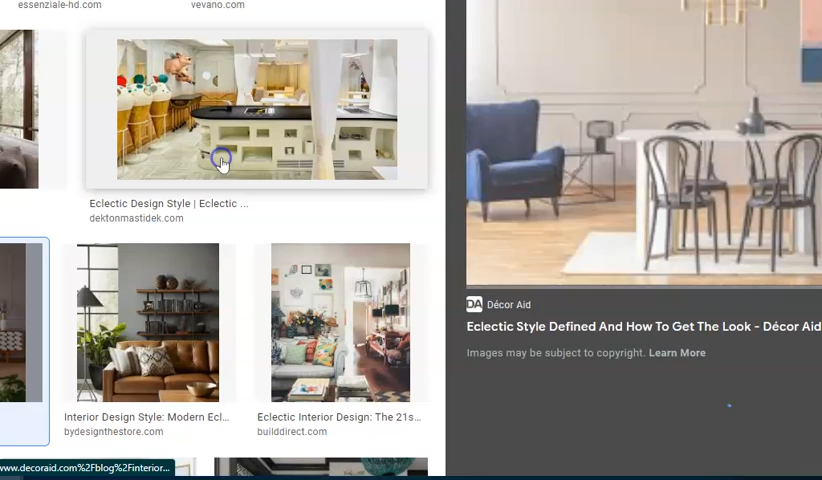 essenziale-hd.com
vevano.com
Eclectic Design Style | Eclectic ...
dektonmastidek.com
DA Décor Aid
Eclectic Style Defined And How To Get The Look - Décor Aid
Images may be subject to copyright. Learn More
Interior Design Style: Modern Ecl...
bydesignthestore.com
Eclectic Interior Design: The 21s...
builddirect.com
www.decoraid.com%2Fblog%2Finterior...